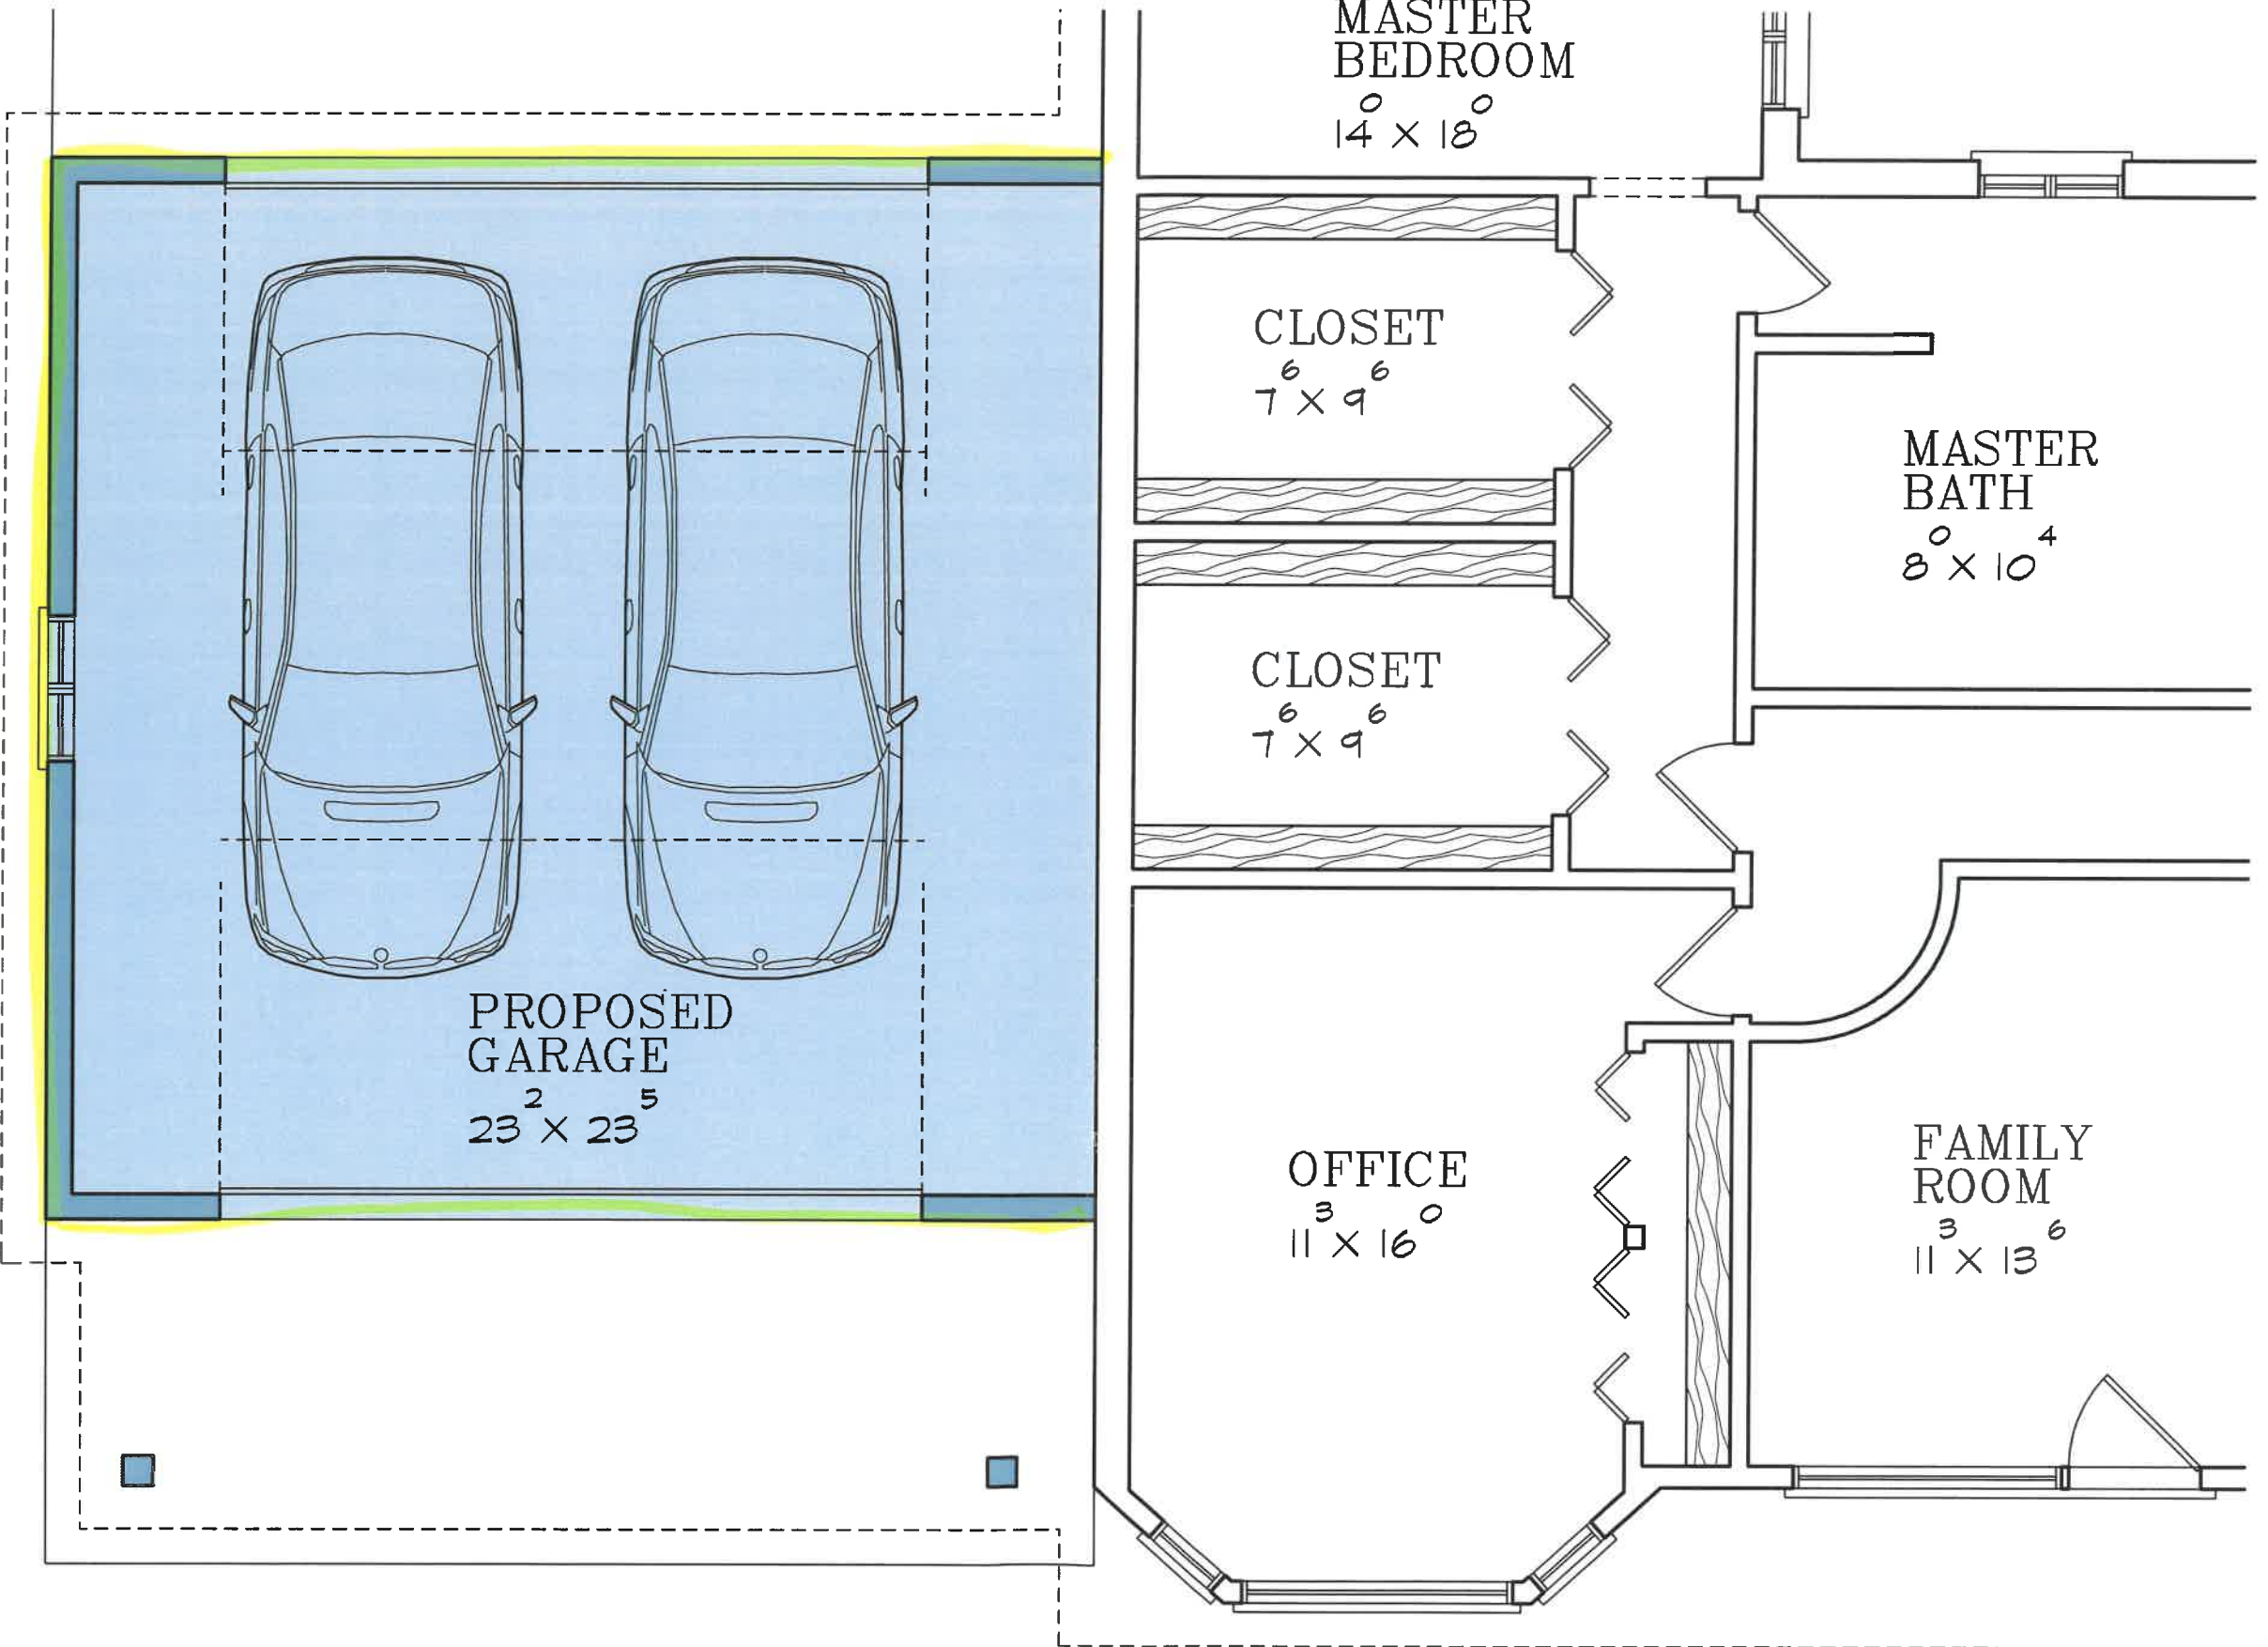 MASTER
BEDROOM
14⁰ X 18⁰
CLOSET
7⁶ X 9⁶
MASTER
BATH
8⁰ X 10⁴
CLOSET
7⁶ X 9⁶
PROPOSED
GARAGE
23² X 23⁵
OFFICE
11³ X 16⁰
FAMILY
ROOM
11³ X 13⁶